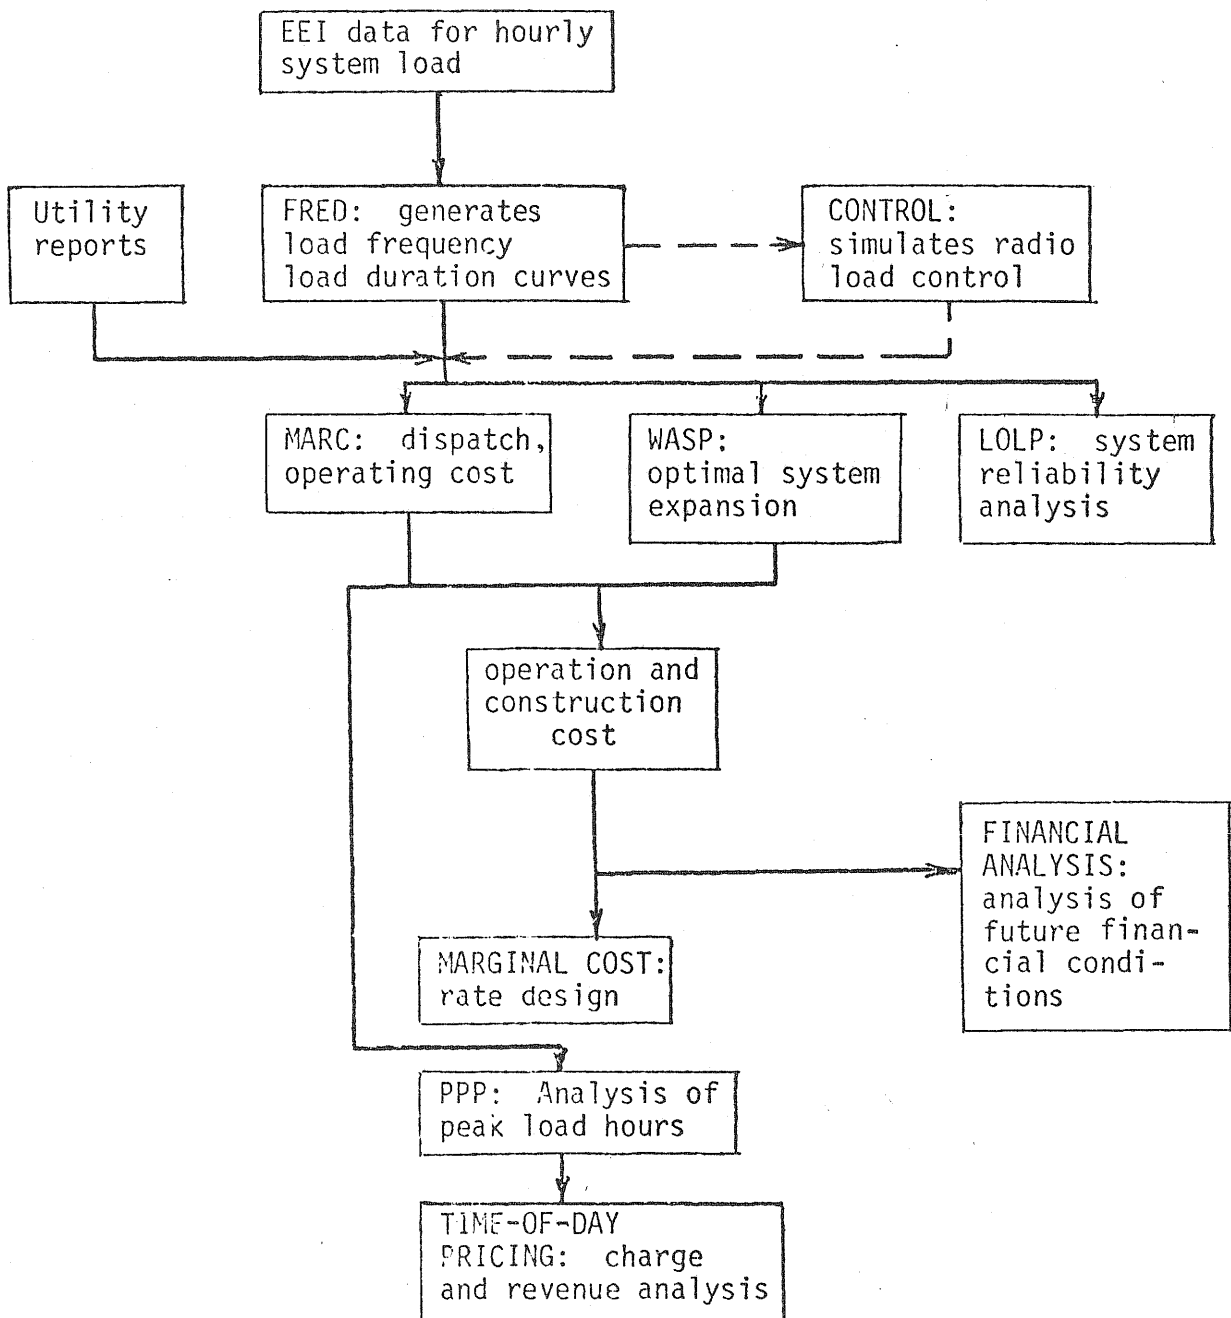 EEI data for hourly
system load
Utility
reports
FRED: generates
load frequency
load duration curves
CONTROL:
simulates radio
load control
MARC: dispatch,
operating cost
WASP:
optimal system
expansion
LOLP: system
reliability
analysis
operation and
construction
cost
FINANCIAL
ANALYSIS:
analysis of
future finan-
cial condi-
tions
MARGINAL COST:
rate design
PPP: Analysis of
peak load hours
TIME-OF-DAY
PRICING: charge
and revenue analysis